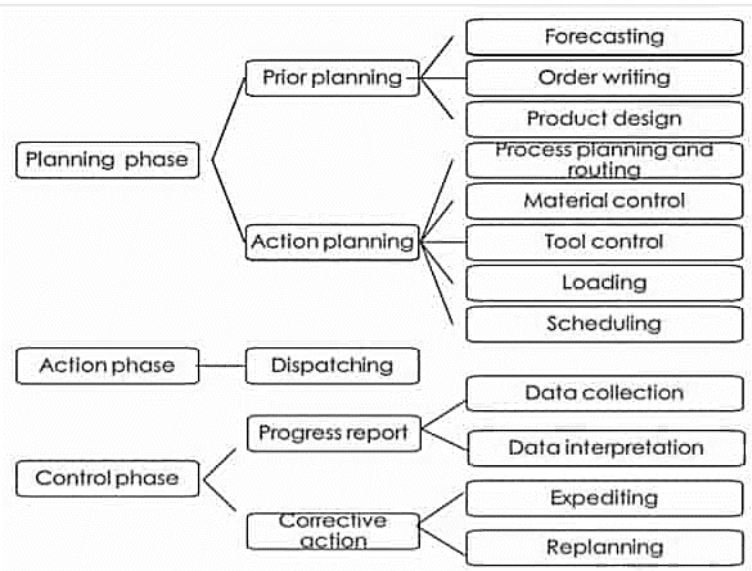 Forecasting
Prior planning
Order writing
Product design
Planning phase
Process planning and
routing
Material control
Action planning
Tool control
Loading
Scheduling
Action phase
Dispatching
Data collection
Progress report
Data interpretation
Control phase
Expediting
Corrective
action
Replanning